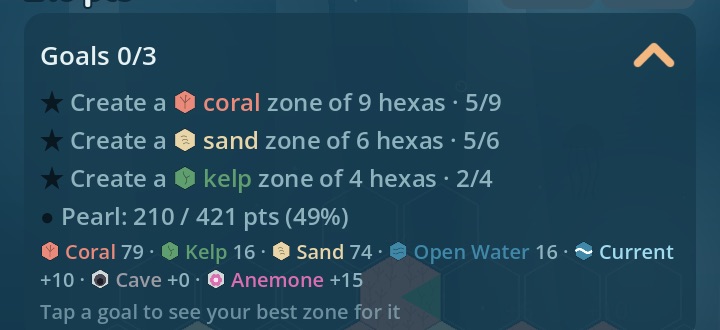 Goals 0/3
★ Create a coral zone of 9 hexas · 5/9
★ Create a sand zone of 6 hexas · 5/6
★ Create a kelp zone of 4 hexas · 2/4
● Pearl: 210 / 421 pts (49%)
Coral 79 · Kelp 16 · Sand 74 · Open Water 16 · Current
+10 · Cave +0 · Anemone +15
Tap a goal to see your best zone for it